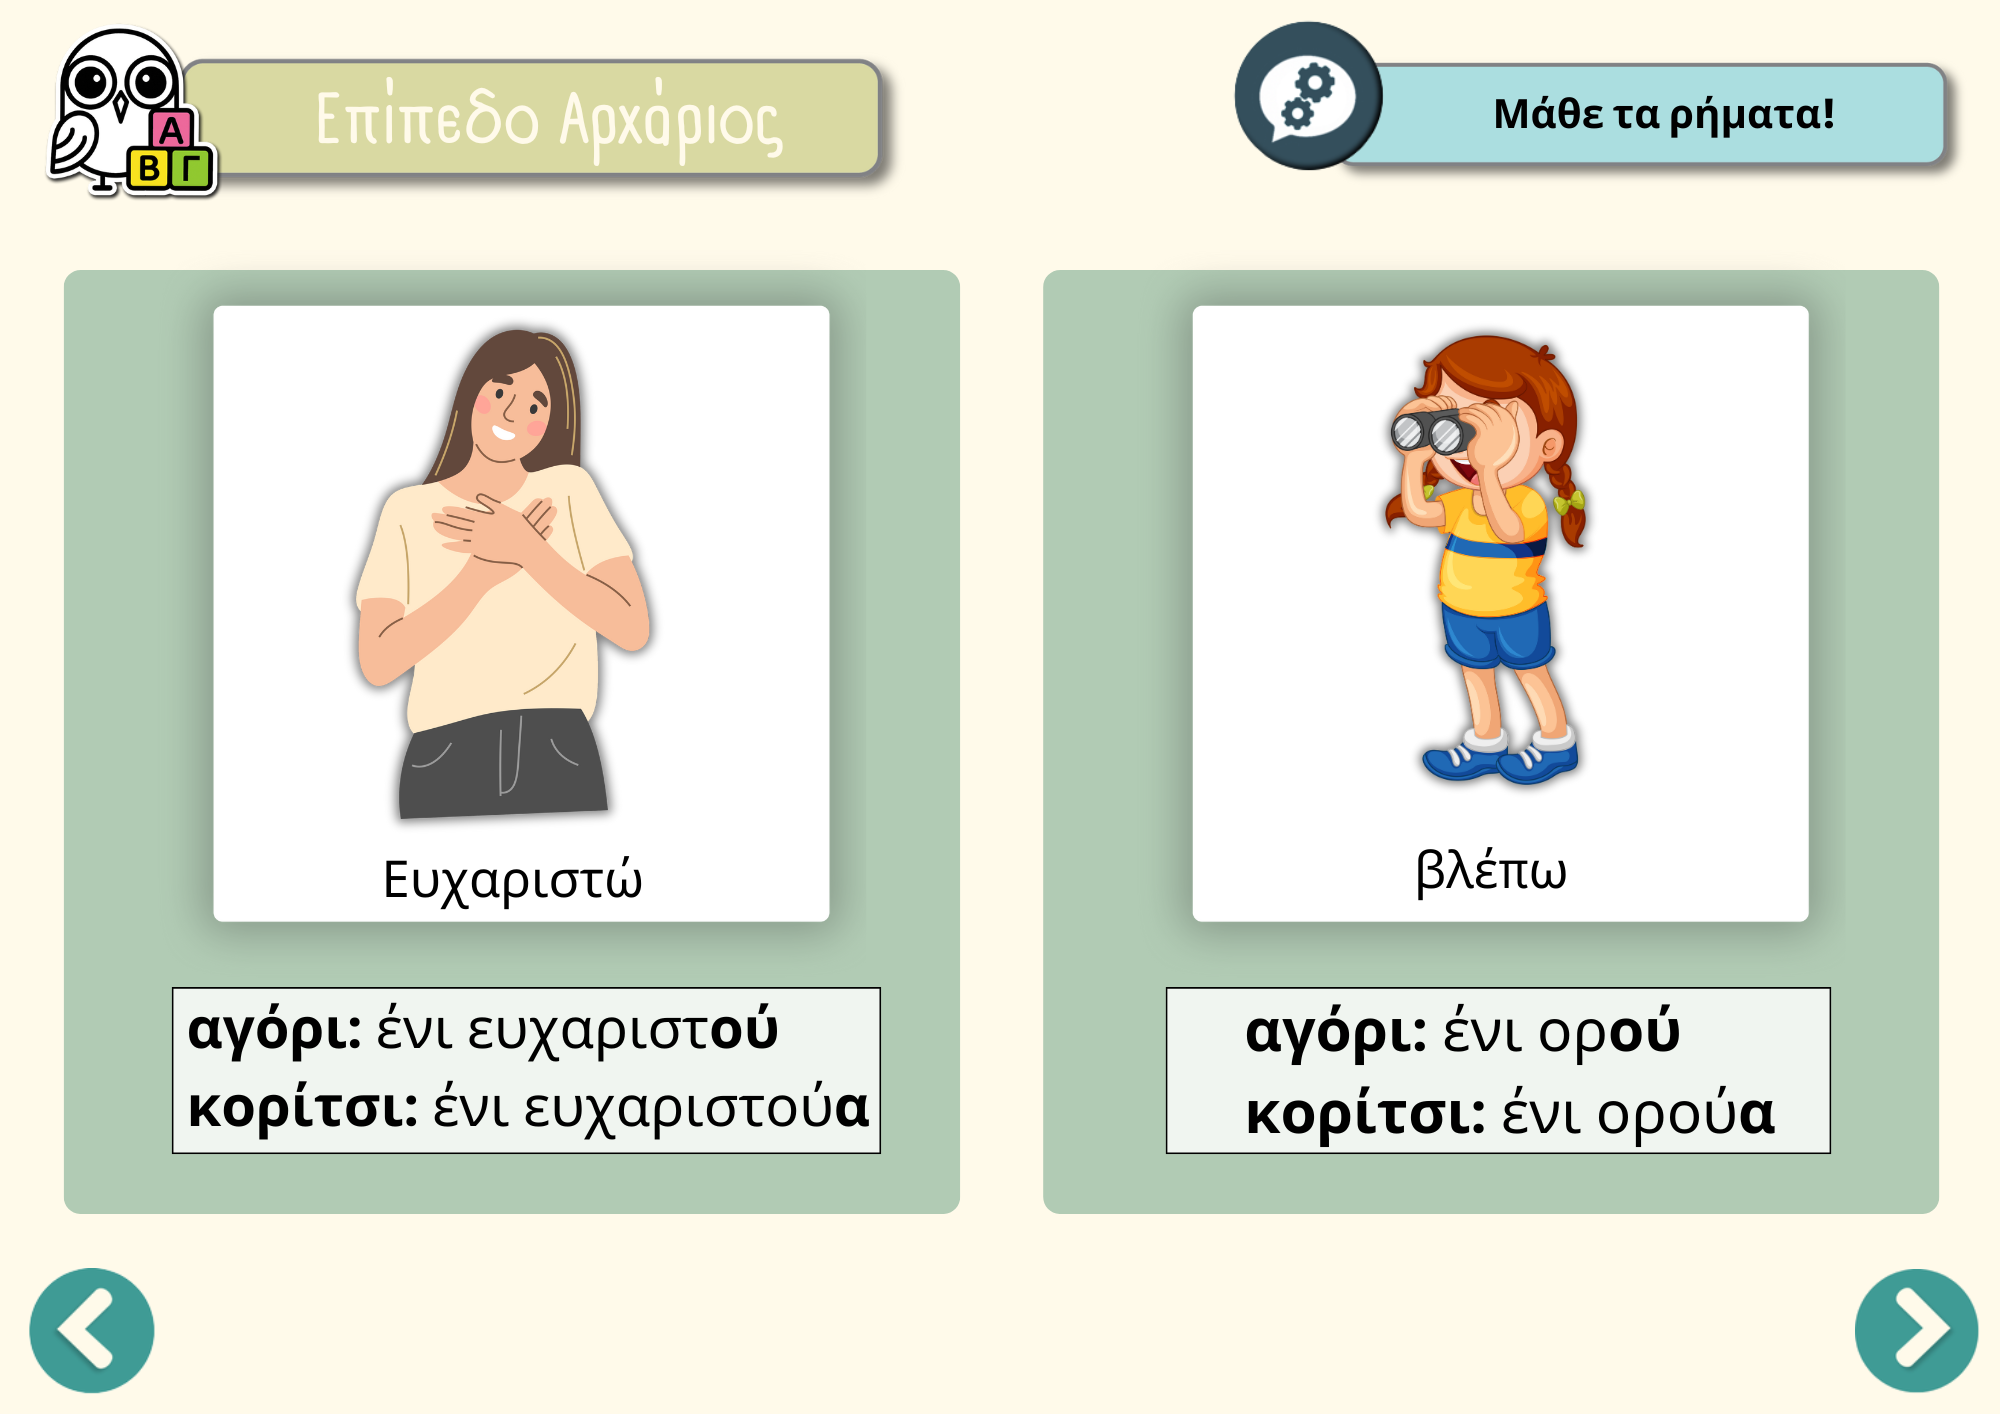 Α
Β Γ
Επίπεδο Αρχάριος
Μάθε τα ρήματα!
Ευχαριστώ
αγόρι: ένι ευχαριστού
κορίτσι: ένι ευχαριστούα
βλέπω
αγόρι: ένι ορού
κορίτσι: ένι ορούα